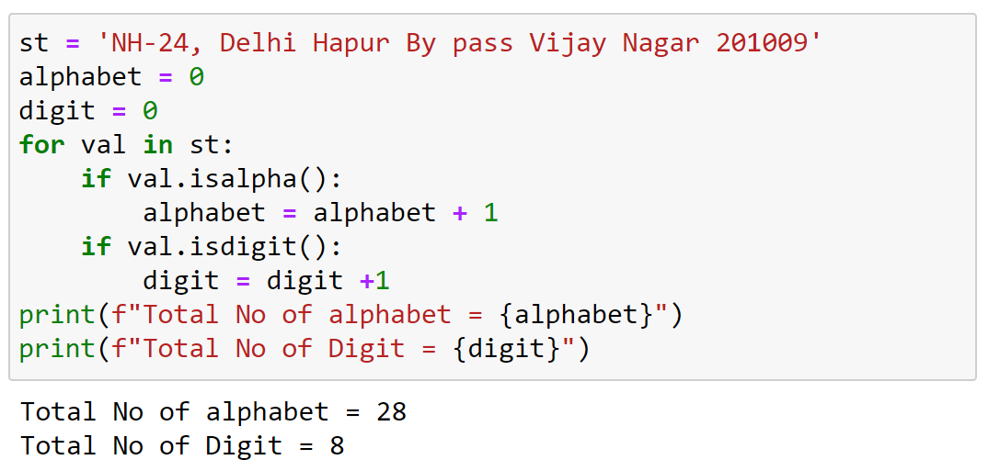 st = 'NH-24, Delhi Hapur By pass Vijay Nagar 201009'
alphabet = 0
digit = 0
for val in st:
    if val.isalpha():
        alphabet = alphabet + 1
    if val.isdigit():
        digit = digit +1
print(f"Total No of alphabet = {alphabet}")
print(f"Total No of Digit = {digit}")
Total No of alphabet = 28
Total No of Digit = 8